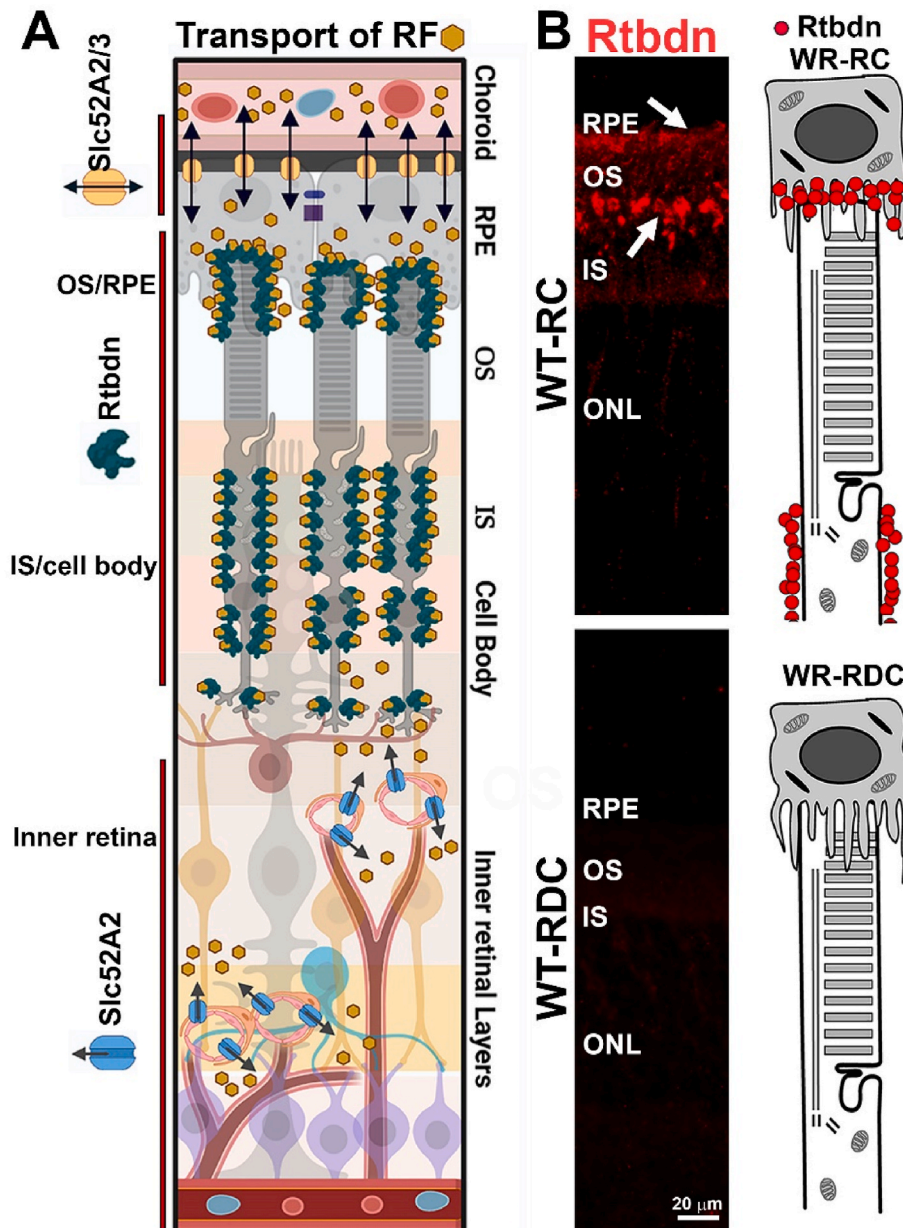 A
Transport of RF
Slc52A2/3
OS/RPE
Rtbdn
IS/cell body
Inner retina
Slc52A2
Choroid
RPE
OS
IS
Cell Body
Inner retinal Layers
OS
B
Rtbdn
WT-RC
RPE
OS
IS
ONL
Rtbdn
WR-RC
WT-RDC
RPE
OS
IS
ONL
20 µm
WR-RDC